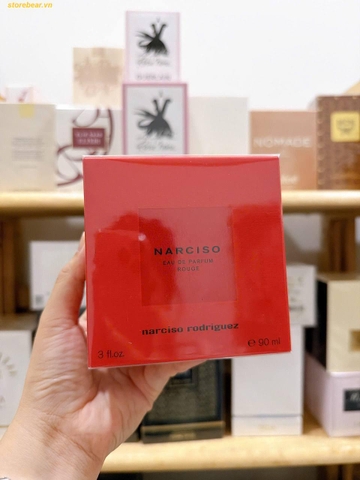 storebear.vn
NOMADE
NARCISO
EAU DE PARFUM
ROUGE
narciso rodriguez
3 fl.oz. e 90 ml